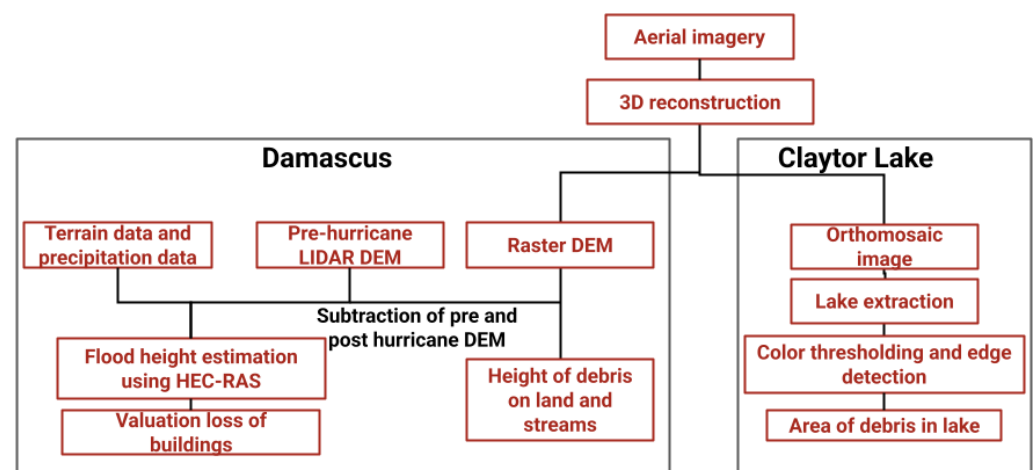 Aerial imagery
3D reconstruction
Damascus
Claytor Lake
Terrain data and
precipitation data
Pre-hurricane
LIDAR DEM
Raster DEM
Orthomosaic
image
Lake extraction
Subtraction of pre and
post hurricane DEM
Flood height estimation
using HEC-RAS
Height of debris
on land and
streams
Color thresholding and edge
detection
Valuation loss of
buildings
Area of debris in lake